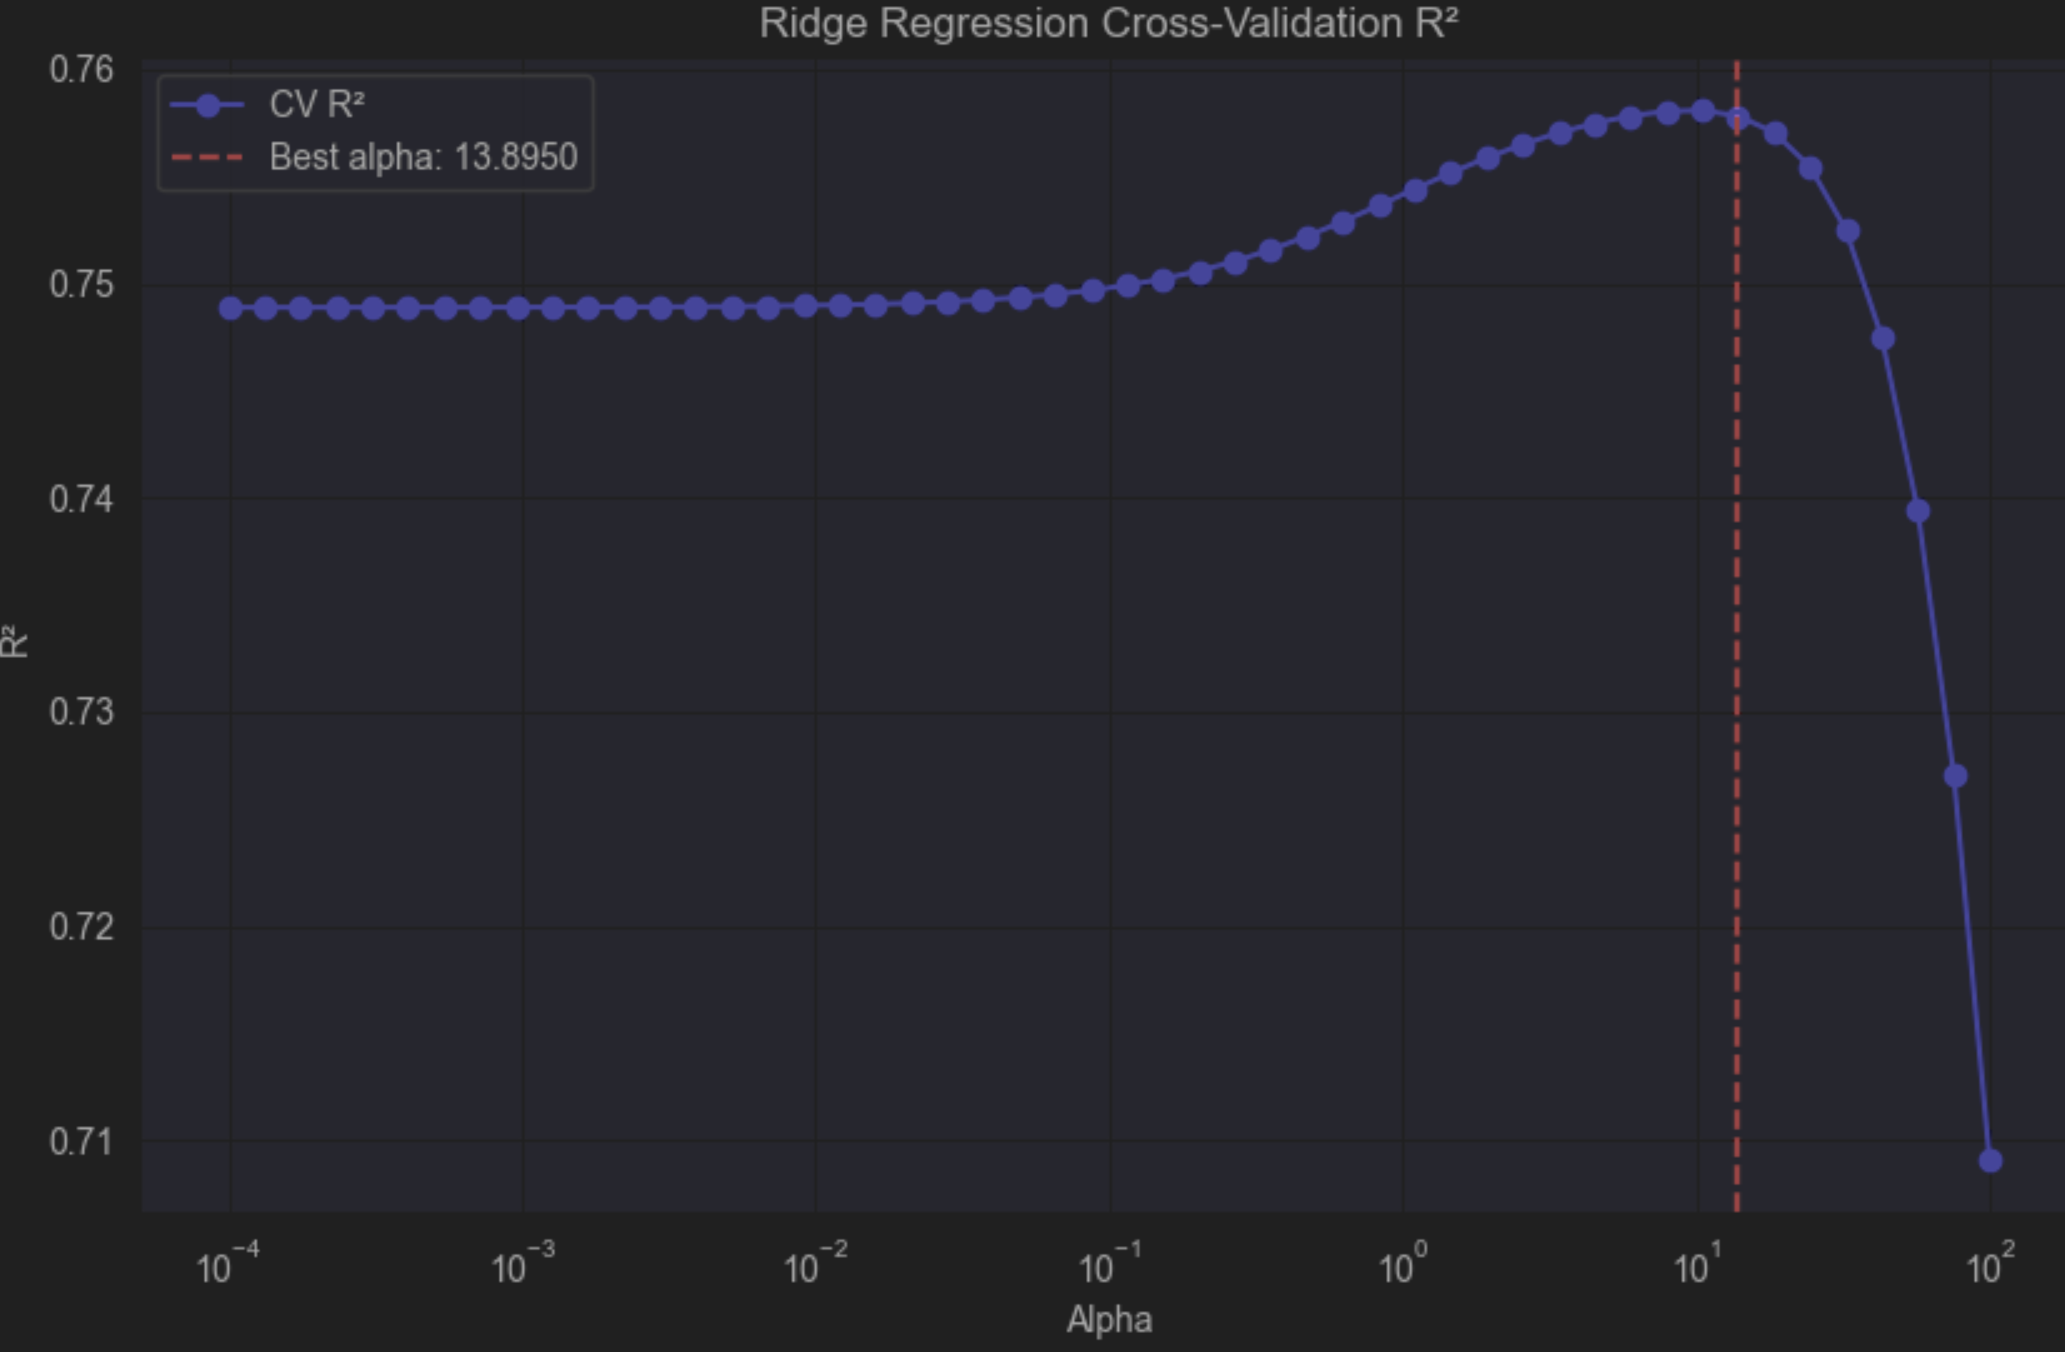 Ridge Regression Cross-Validation R²
0.76
0.75
0.74
0.73
0.72
0.71
R²
CV R²
Best alpha: 13.8950
10⁻⁴ 10⁻³ 10⁻² 10⁻¹ 10⁰ 10¹ 10²
Alpha